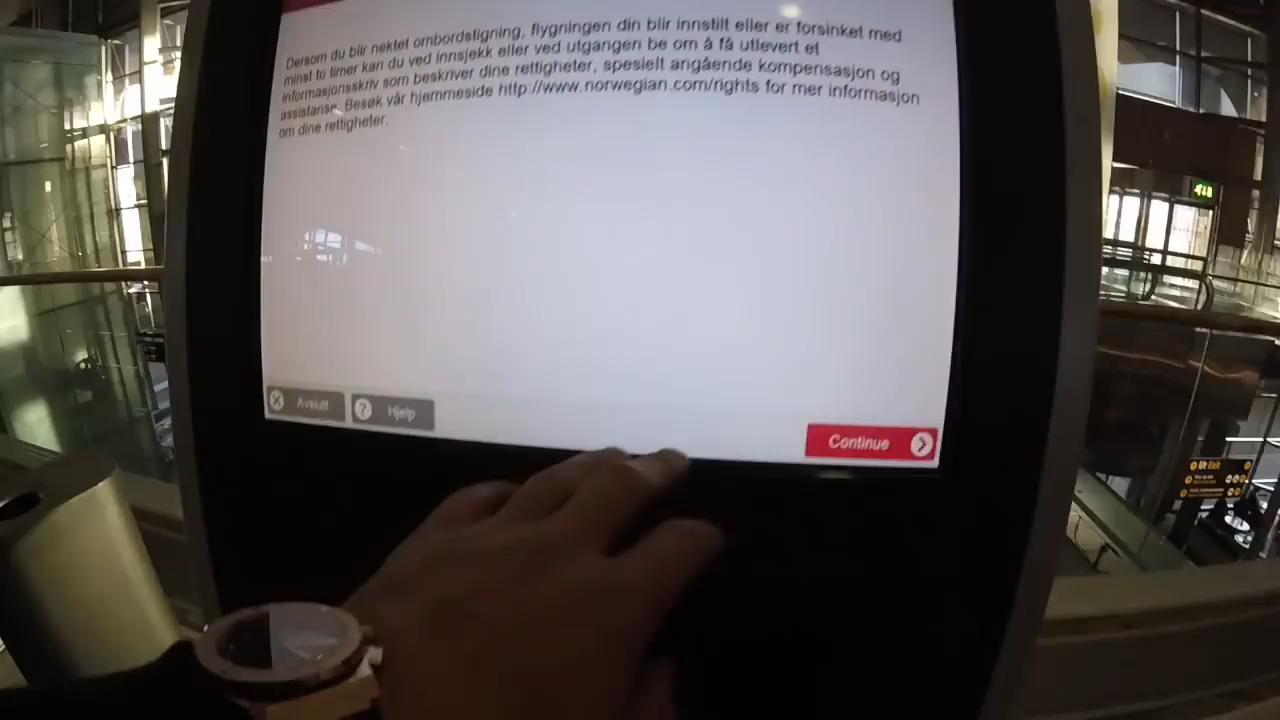 Dersom du blir nektet ombordstigning, flygningen din blir innstilt eller er forsinket med
minst to timer kan du ved innsjekk eller ved utgangen be om å få utlevert et
informasjonsskriv som beskriver dine rettigheter, spesielt angående kompensasjon og
assistanse. Besøk vår hjemmeside http://www.norwegian.com/rights for mer informasjon
om dine rettigheter.
Avslutt
? Hjelp
Continue
Ut Exit